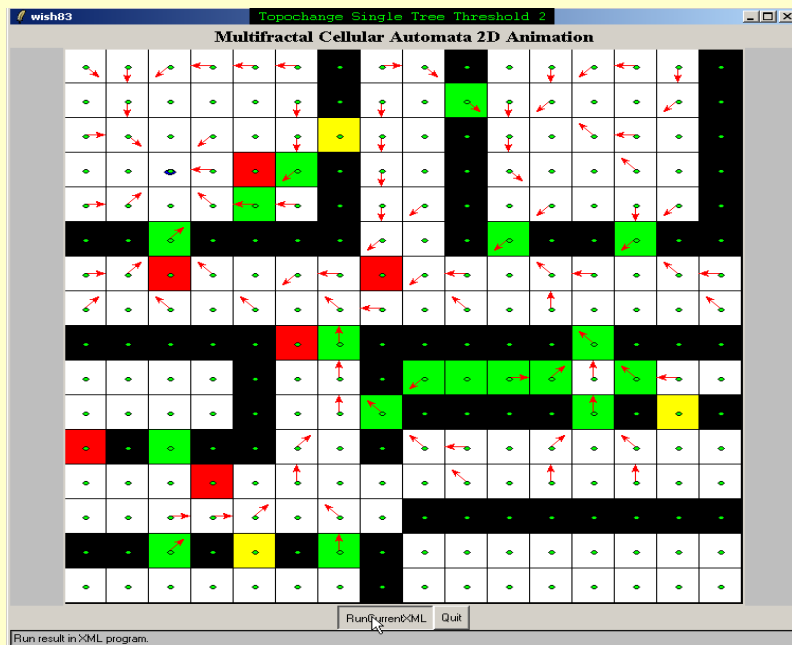 wish83
Topochange Single Tree Threshold 2
Multifractal Cellular Automata 2D Animation
RunCurrentXML
Quit
Run result in XML program.